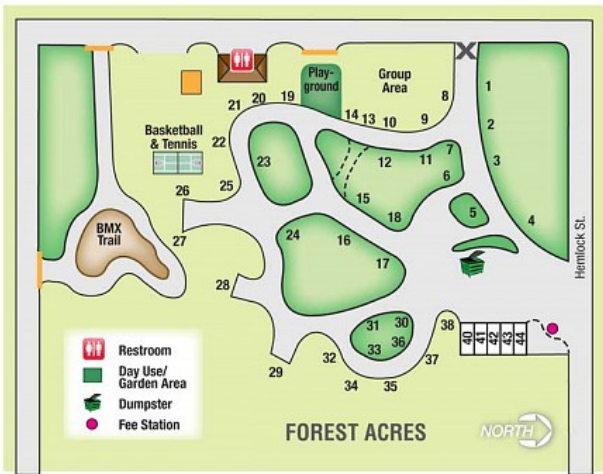 Play-
ground
Group
Area
8
1
21 20 19
14 13 10 9
2
Basketball
& Tennis
22
23
12 11 7
3
6
26 25
15
18
5
4
BMX
Trail
27
24 16
17
Hemlock St.
28
31 30
33 36
38
40 41 42 43 44
29
32
37
34 35
Restroom
Day Use/
Garden Area
Dumpster
Fee Station
FOREST ACRES
NORTH